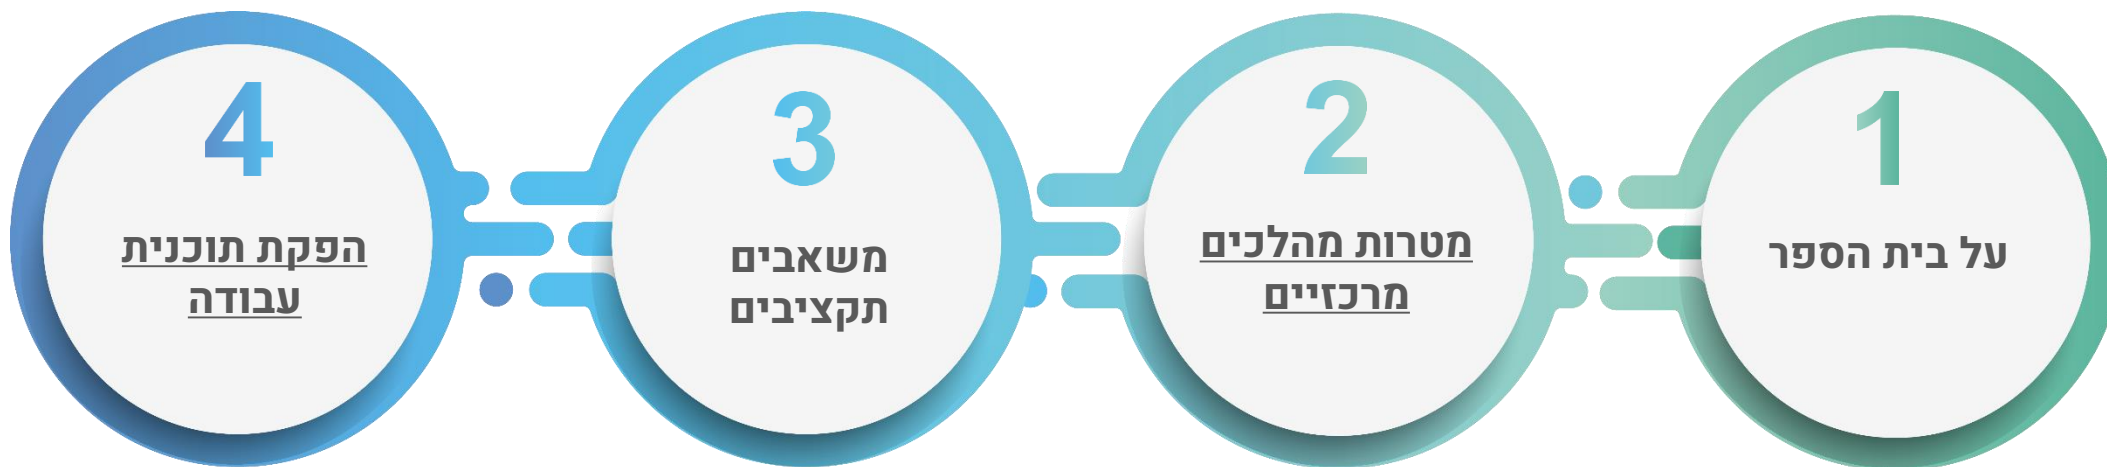 1
על בית הספר
2
מטרות מהלכים
מרכזיים
3
משאבים
תקציבים
4
הפקת תוכנית
עבודה